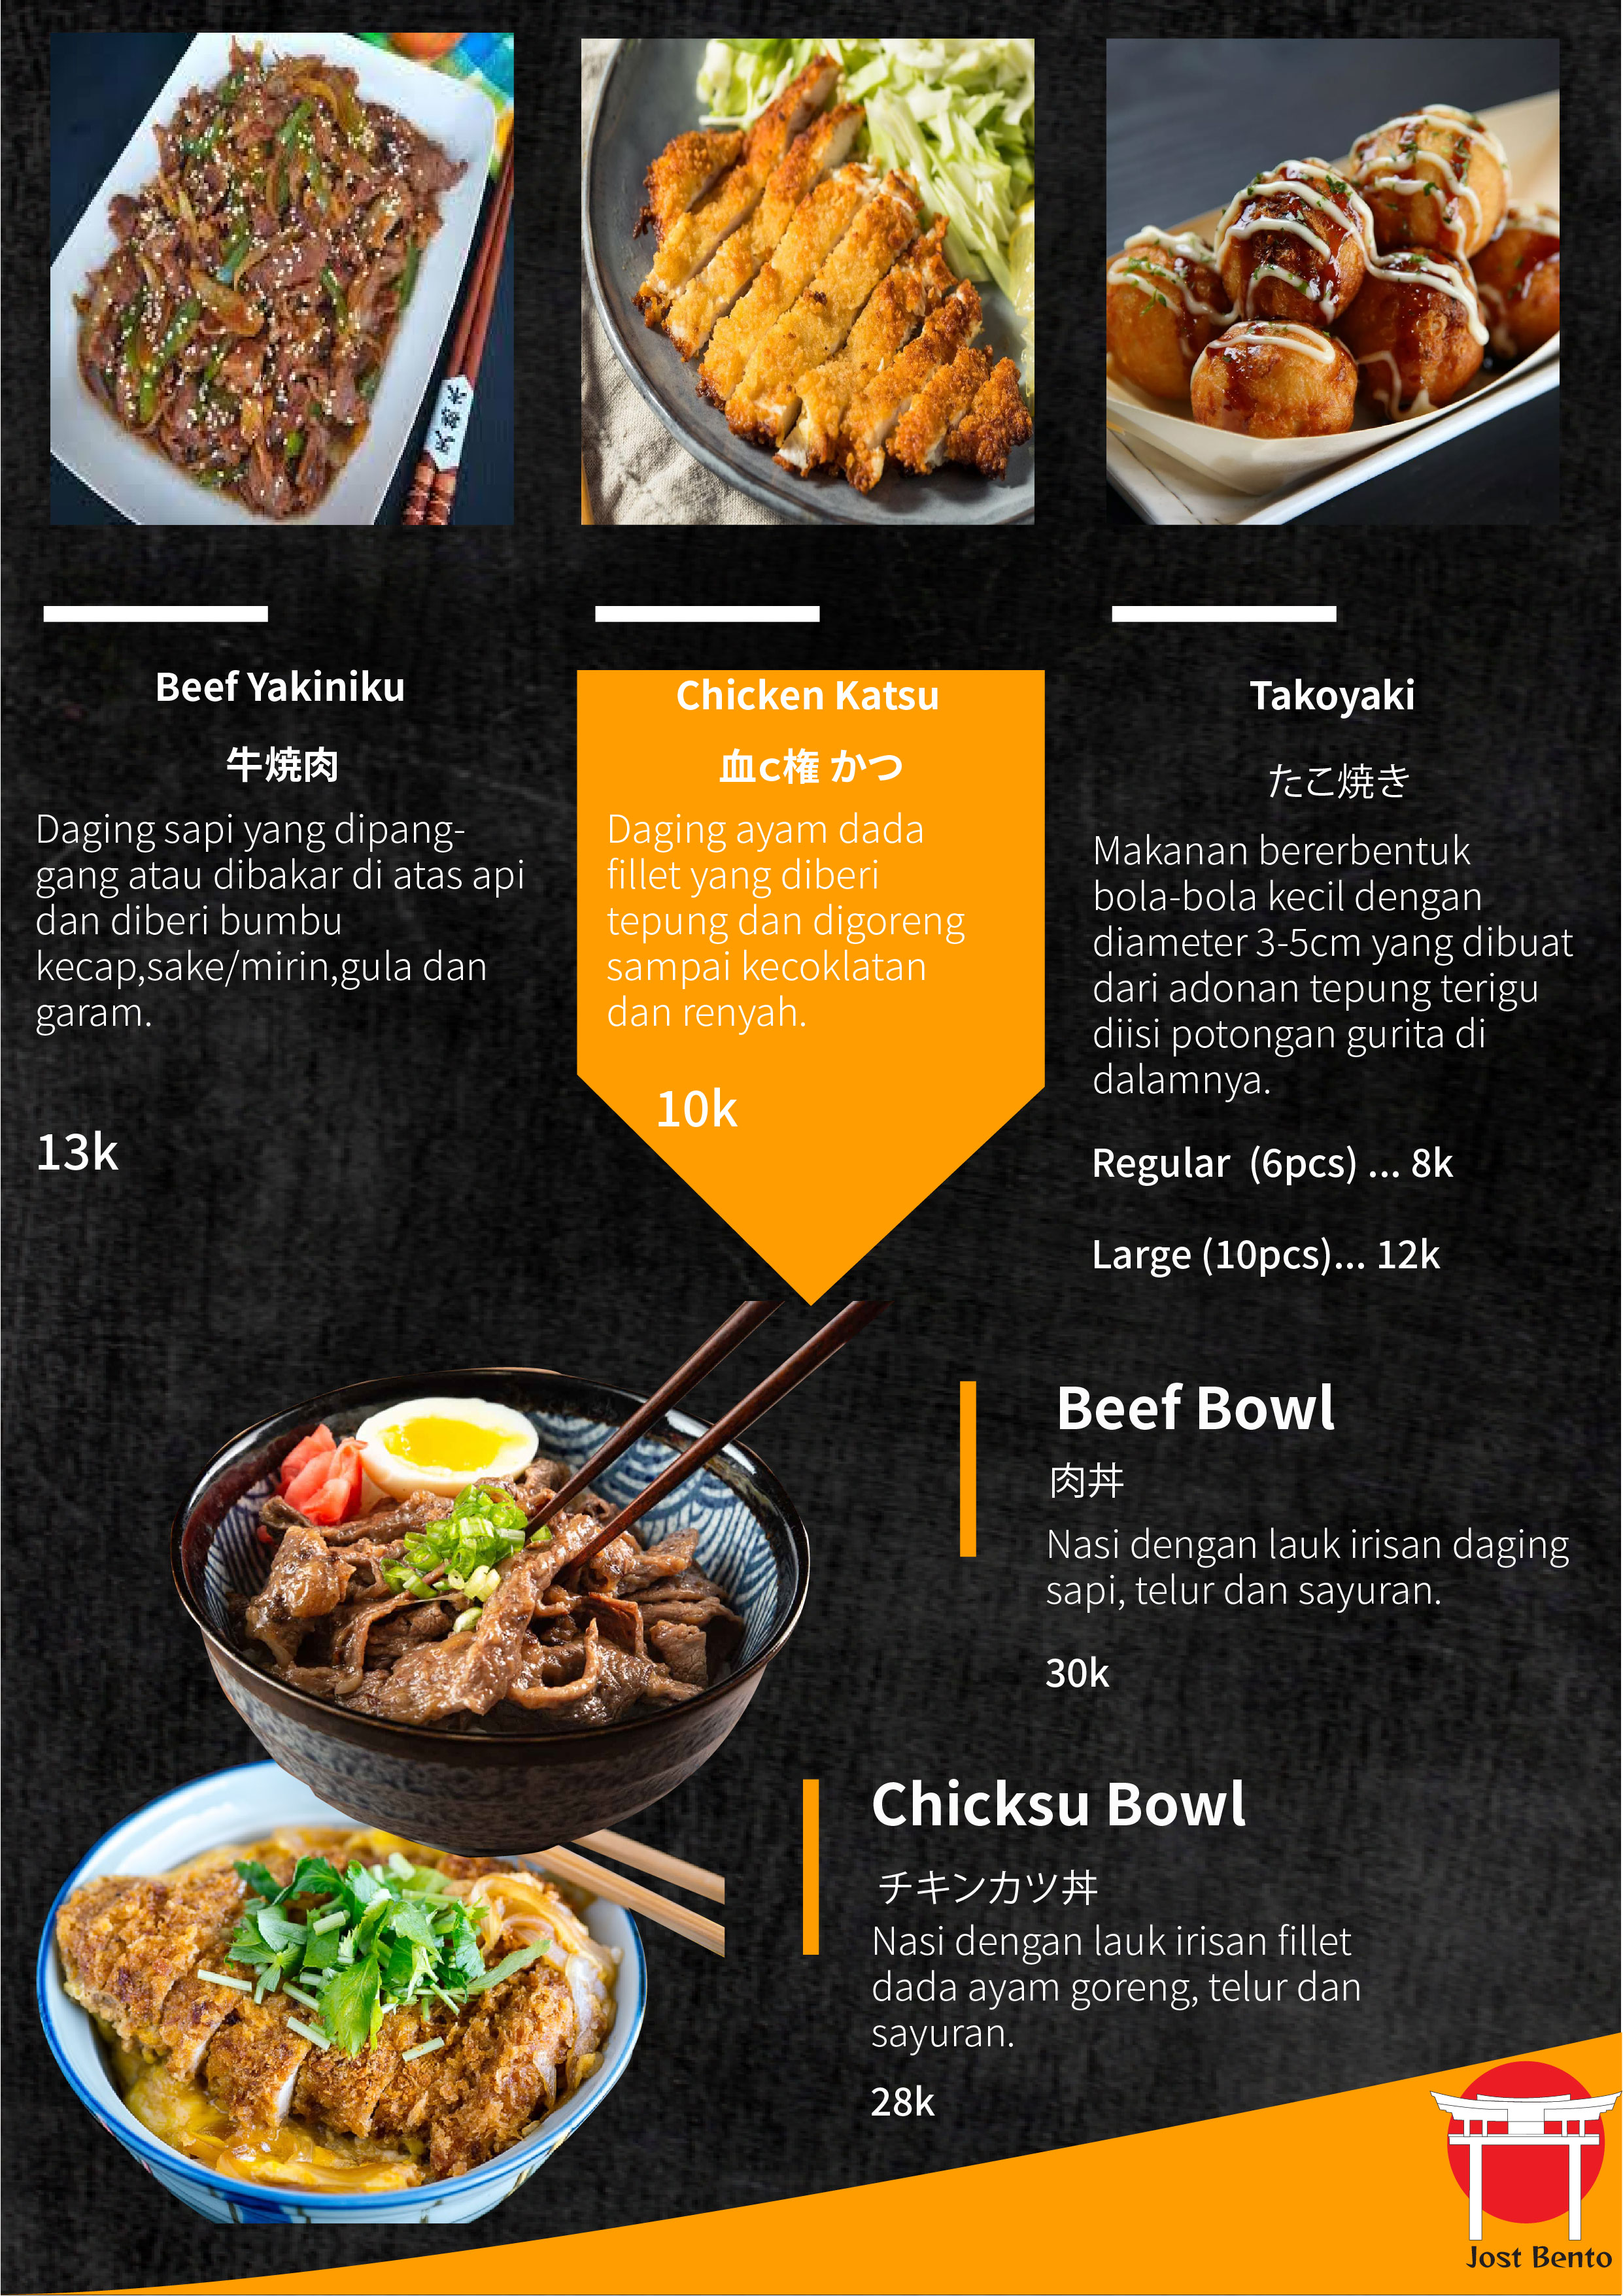 Beef Yakiniku
牛焼肉
Daging sapi yang dipang-
gang atau dibakar di atas api
dan diberi bumbu
kecap,sake/mirin,gula dan
garam.
13k
Chicken Katsu
血c権 かつ
Daging ayam dada
fillet yang diberi
tepung dan digoreng
sampai kecoklatan
dan renyah.
10k
Takoyaki
たこ焼き
Makanan bererbentuk
bola-bola kecil dengan
diameter 3-5cm yang dibuat
dari adonan tepung terigu
diisi potongan gurita di
dalamnya.
Regular (6pcs) ... 8k
Large (10pcs)... 12k
Beef Bowl
肉丼
Nasi dengan lauk irisan daging
sapi, telur dan sayuran.
30k
Chicksu Bowl
チキンカツ丼
Nasi dengan lauk irisan fillet
dada ayam goreng, telur dan
sayuran.
28k
Jost Bento